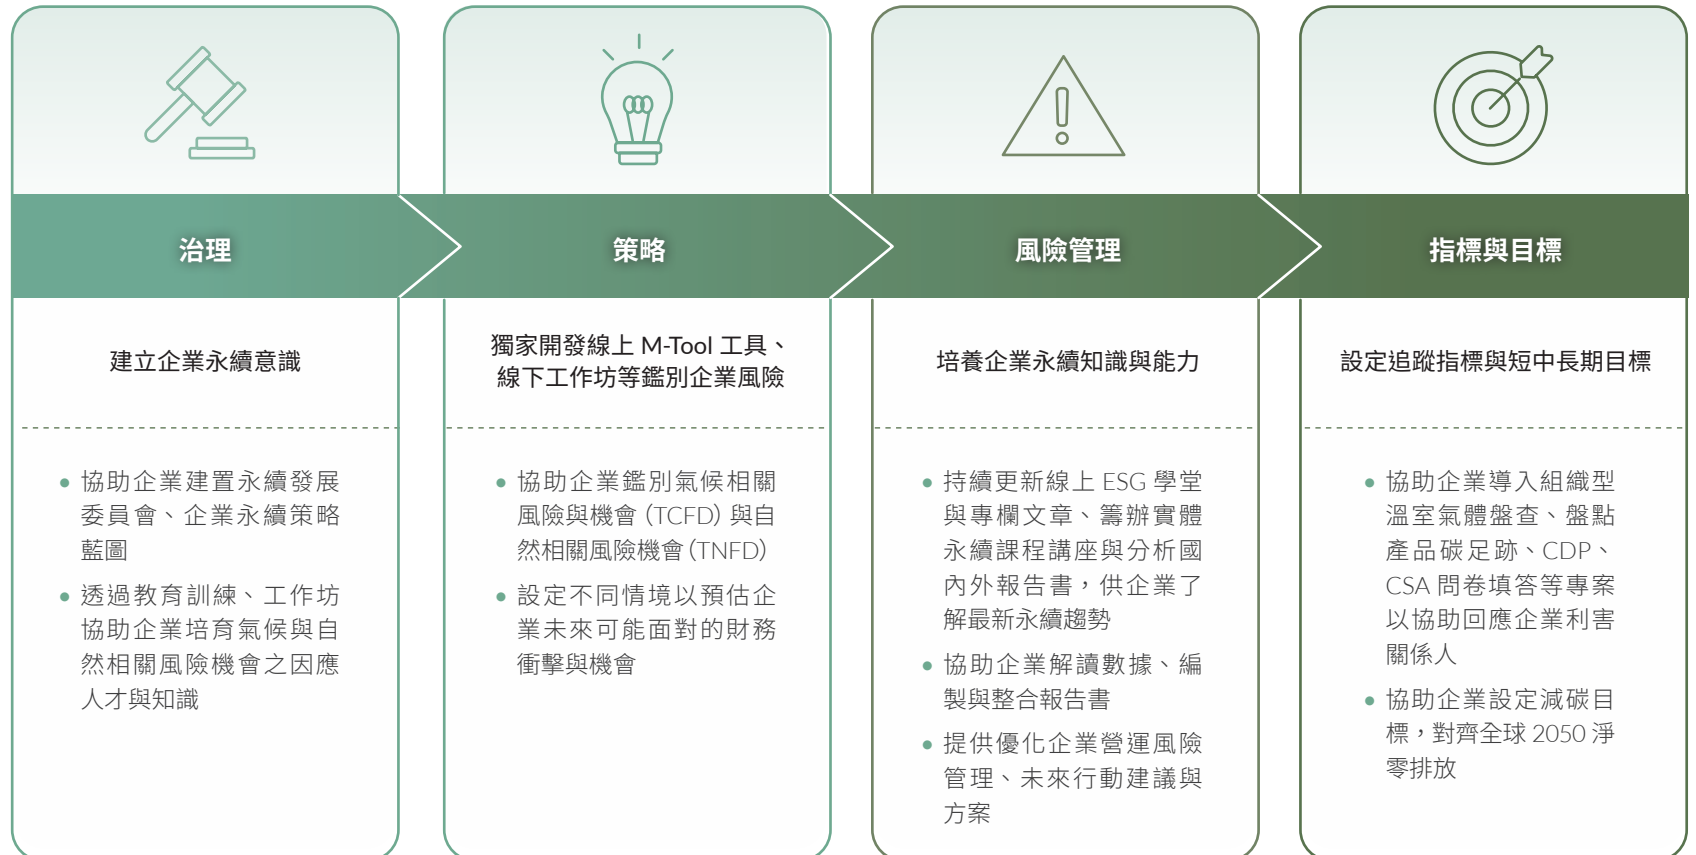 治理
建立企業永續意識
• 協助企業建置永續發展
委員會、企業永續策略
藍圖
• 透過教育訓練、工作坊
協助企業培育氣候與自
然相關風險機會之因應
人才與知識
策略
獨家開發線上 M-Tool 工具、
線下工作坊等鑑別企業風險
• 協助企業鑑別氣候相關
風險與機會（TCFD）與自
然相關風險機會（TNFD）
• 設定不同情境以預估企
業未來可能面對的財務
衝擊與機會
風險管理
培養企業永續知識與能力
• 持續更新線上 ESG 學堂
與專欄文章、籌辦實體
永續課程講座與分析國
內外報告書，供企業了
解最新永續趨勢
• 協助企業解讀數據、編
製與整合報告書
• 提供優化企業營運風險
管理、未來行動建議與
方案
指標與目標
設定追蹤指標與短中長期目標
• 協助企業導入組織型
溫室氣體盤查、盤點
產品碳足跡、CDP、
CSA 問卷填答等專案
以協助回應企業利害
關係人
• 協助企業設定減碳目
標，對齊全球 2050 淨
零排放